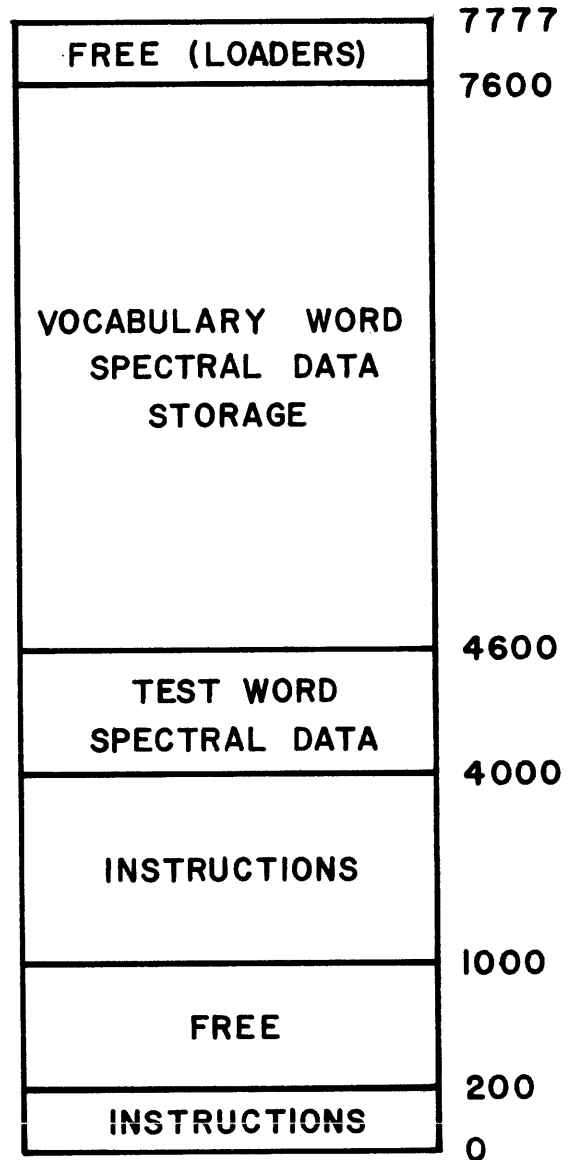 7777
FREE (LOADERS)
7600
VOCABULARY WORD
SPECTRAL DATA
STORAGE
4600
TEST WORD
SPECTRAL DATA
4000
INSTRUCTIONS
1000
FREE
200
INSTRUCTIONS
0